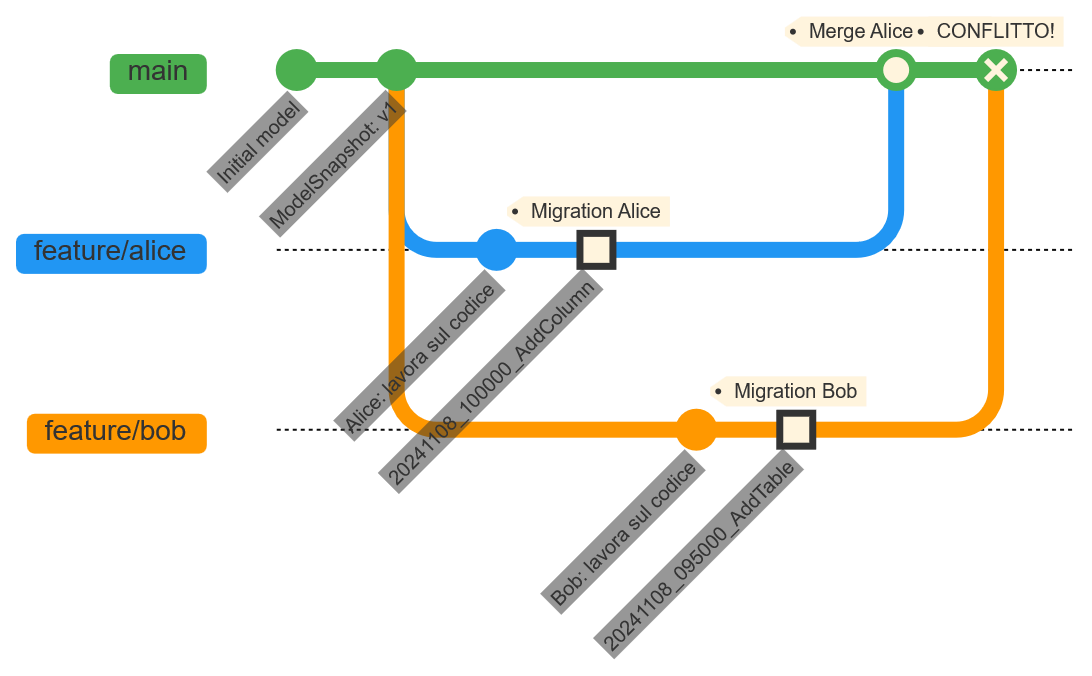 Merge Alice
CONFLITTO!
main
Initial model
ModelSnapshot: v1
Migration Alice
feature/alice
Alice: lavora sul codice
20241108_100000_AddColumn
Migration Bob
feature/bob
Bob: lavora sul codice
20241108_095000_AddTable